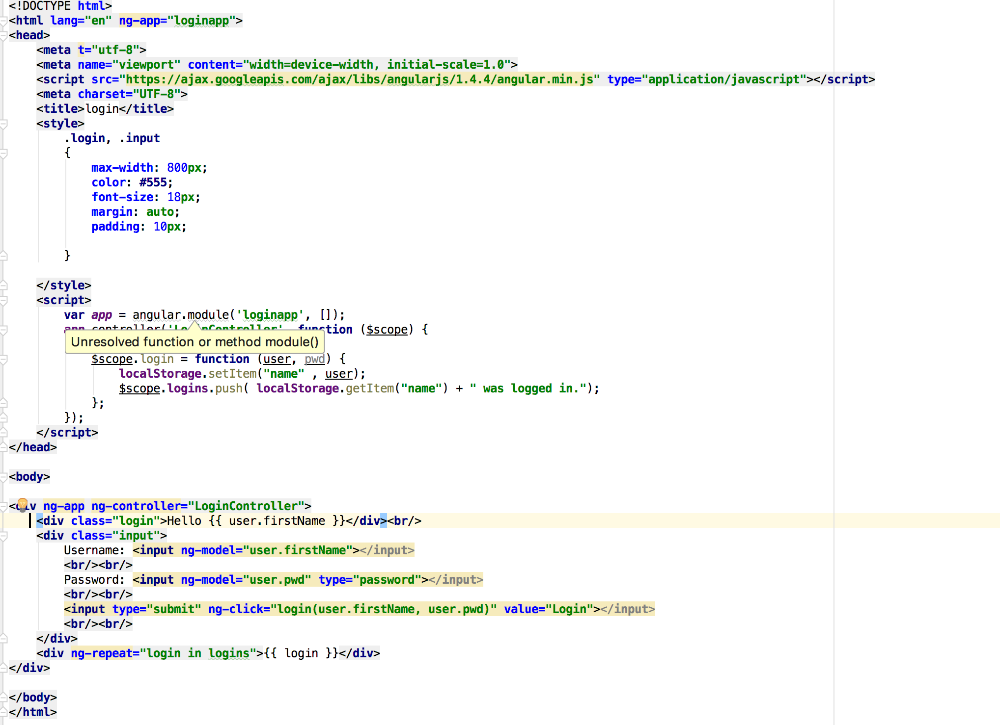 <!DOCTYPE html>
<html lang="en" ng-app="loginapp">
<head>
    <meta t="utf-8">
    <meta name="viewport" content="width=device-width, initial-scale=1.0">
    <script src="https://ajax.googleapis.com/ajax/libs/angularjs/1.4.4/angular.min.js" type="application/javascript"></script>
    <meta charset="UTF-8">
    <title>login</title>
    <style>
        .login, .input
        {
            max-width: 800px;
            color: #555;
            font-size: 18px;
            margin: auto;
            padding: 10px;
        }
    </style>
    <script>
        var app = angular.module('loginapp', []);
        app.controller('LoginController', function ($scope) {
Unresolved function or method module()
            $scope.login = function (user, pwd) {
                localStorage.setItem("name" , user);
                $scope.logins.push( localStorage.getItem("name") + " was logged in.");
            };
        });
    </script>
</head>
<body>
<div ng-app ng-controller="LoginController">
    <div class="login">Hello {{ user.firstName }}</div><br/>
    <div class="input">
        Username: <input ng-model="user.firstName"></input>
        <br/><br/>
        Password: <input ng-model="user.pwd" type="password"></input>
        <br/><br/>
        <input type="submit" ng-click="login(user.firstName, user.pwd)" value="Login"></input>
        <br/><br/>
    </div>
    <div ng-repeat="login in logins">{{ login }}</div>
</div>
</body>
</html>